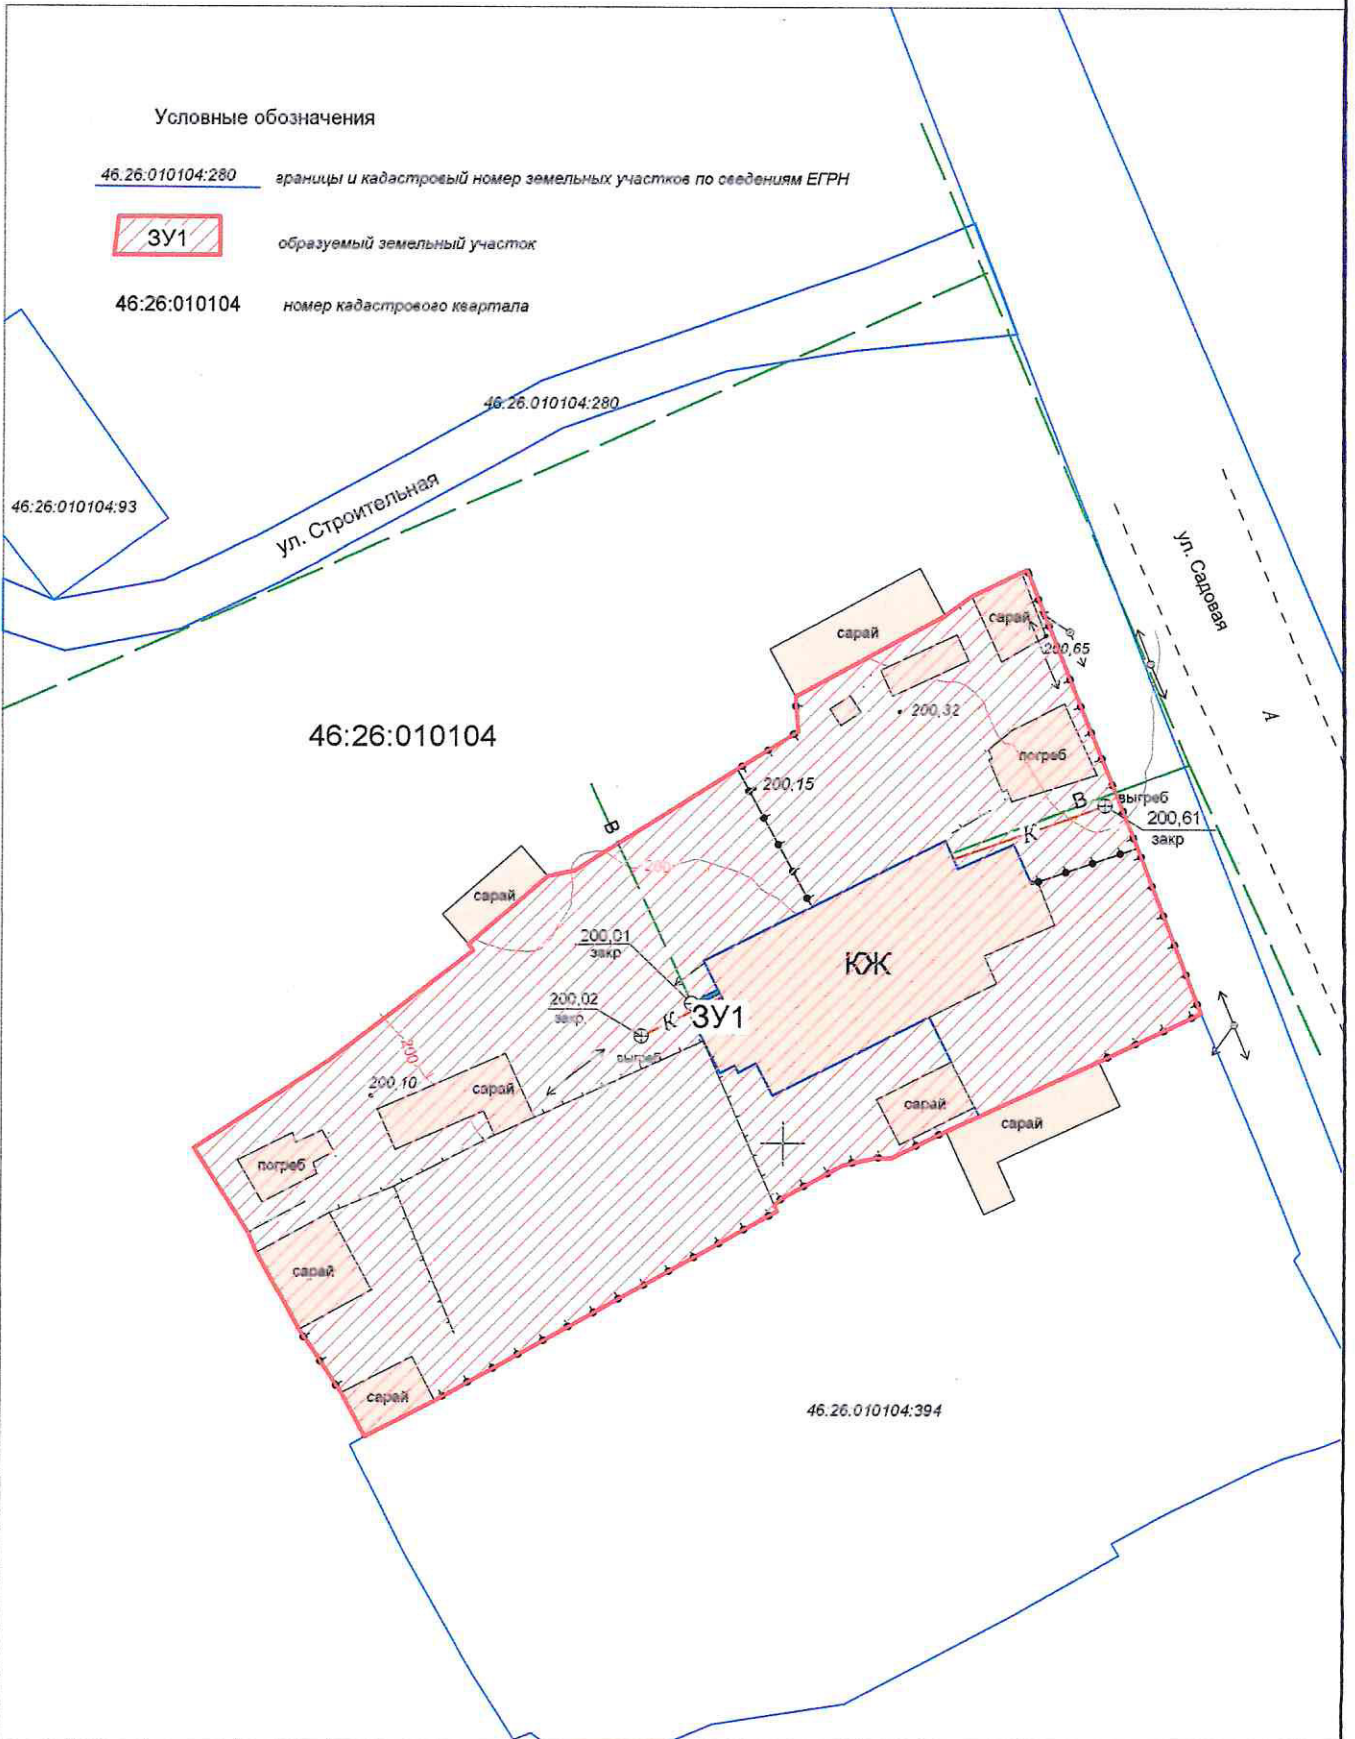 Условные обозначения
46:26:010104:280 границы и кадастровый номер земельных участков по сведениям ЕГРН
ЗУ1 образуемый земельный участок
46:26:010104 номер кадастрового квартала
46:26:010104:280
46:26:010104:93
ул. Строительная
ул. Садовая
А
сарай
сарай
200,65
200,32
46:26:010104
погреб
200,15
В
выгреб
200,61
закр
К
В
200
сарай
200,01
закр
КЖ
200,02
закр.
К
ЗУ1
выгреб
200
200,10
сарай
сарай
сарай
погреб
сарай
сарай
46:26:010104:394